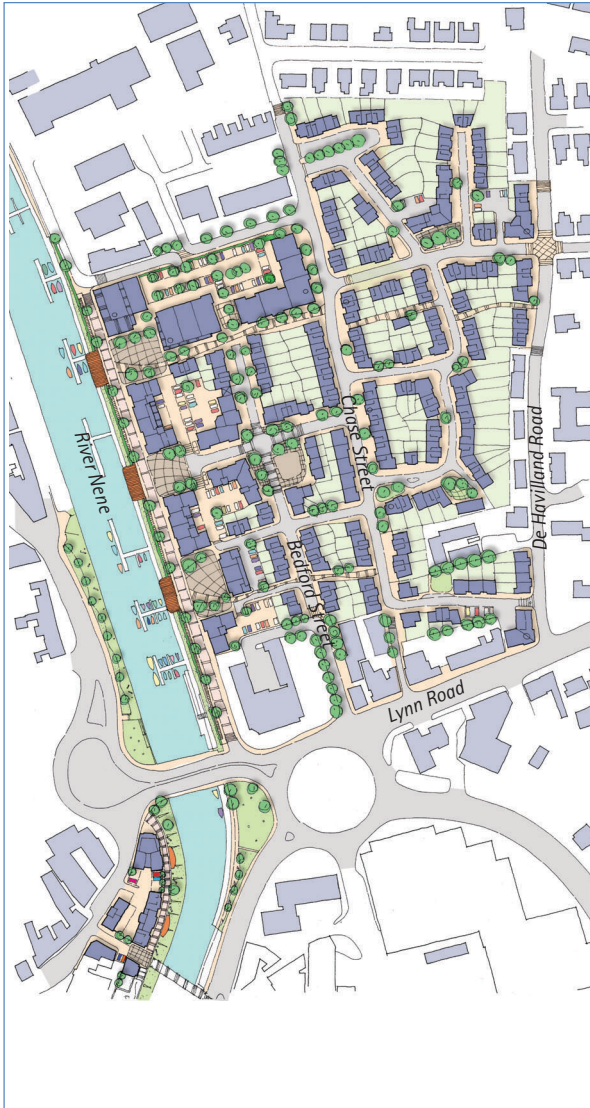 River Nene
Chase Street
De Havilland Road
Bedford Street
Lynn Road